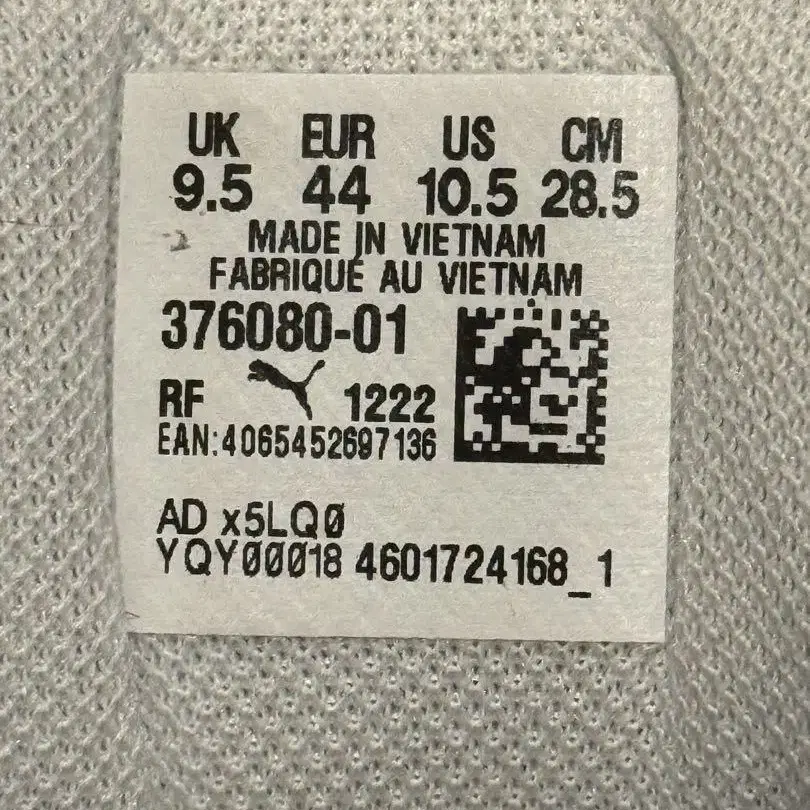 UK EUR US CM
9.5 44 10.5 28.5
MADE IN VIETNAM
FABRIQUÉ AU VIETNAM
376080-01
RF 1222
EAN:4065452697136
AD x5LQ0
YQY00018 4601724168_1